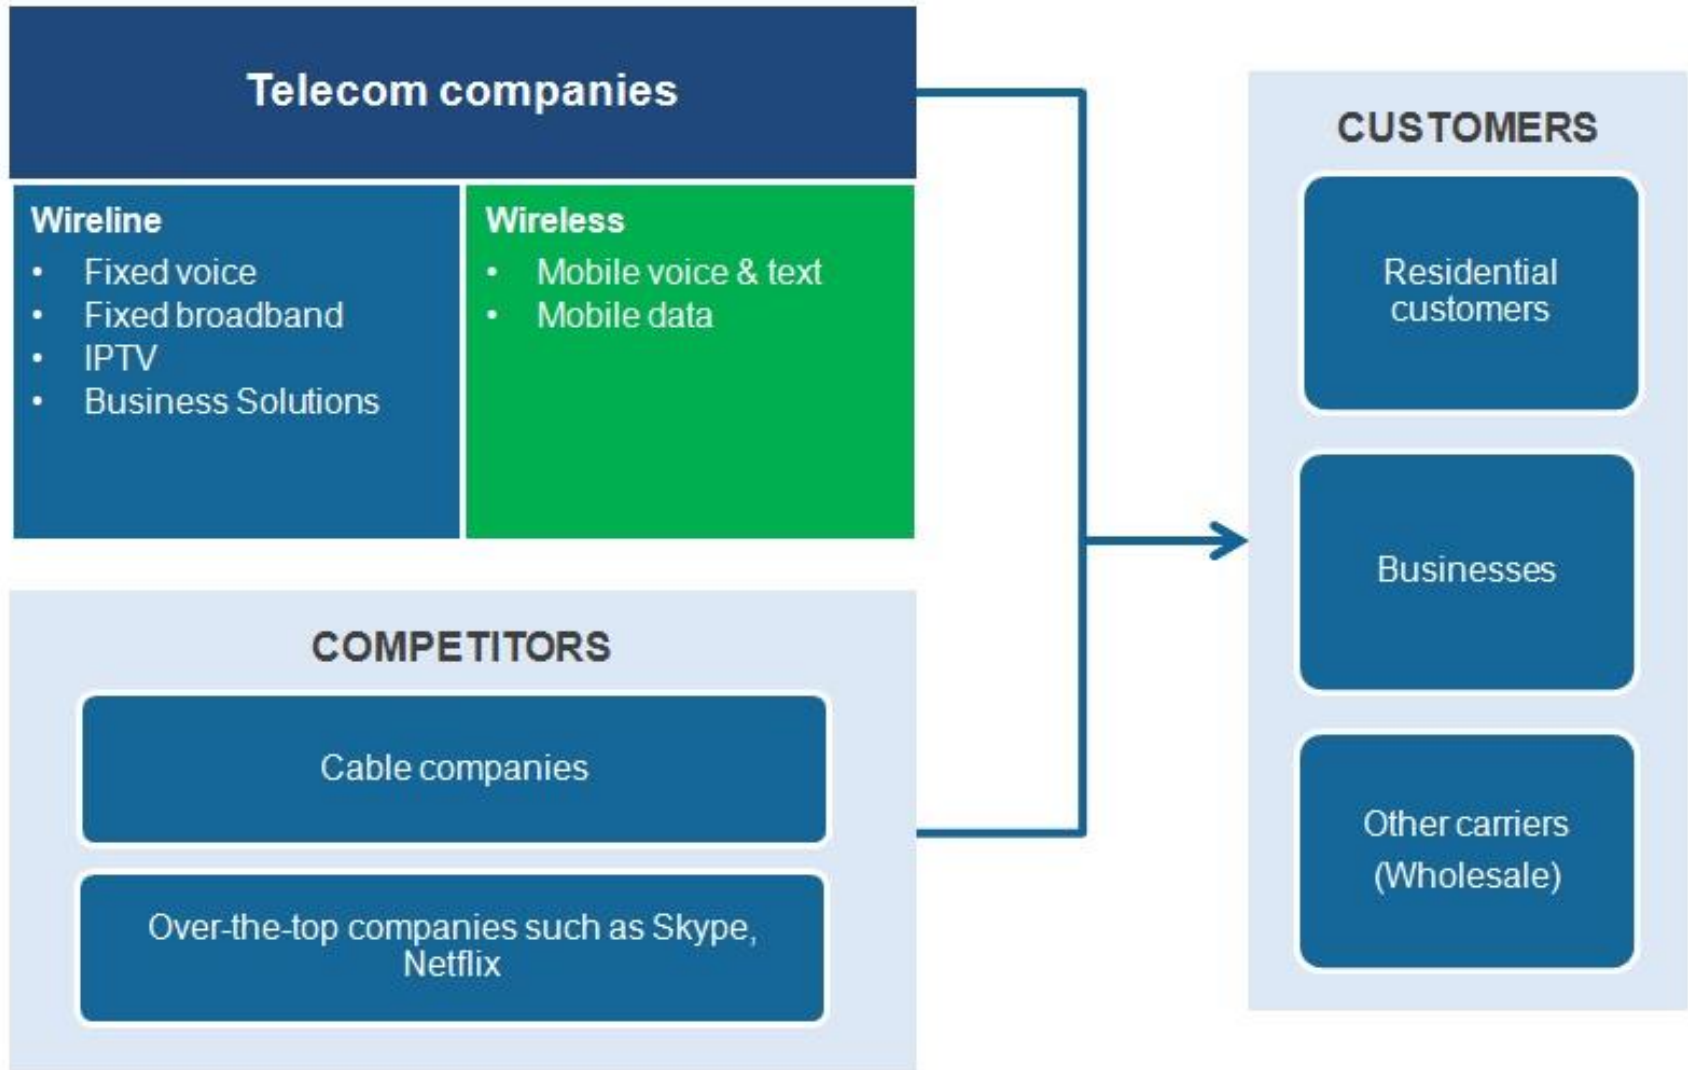 Telecom companies
Wireline
• Fixed voice
• Fixed broadband
• IPTV
• Business Solutions
Wireless
• Mobile voice & text
• Mobile data
COMPETITORS
Cable companies
Over-the-top companies such as Skype,
Netflix
CUSTOMERS
Residential
customers
Businesses
Other carriers
(Wholesale)